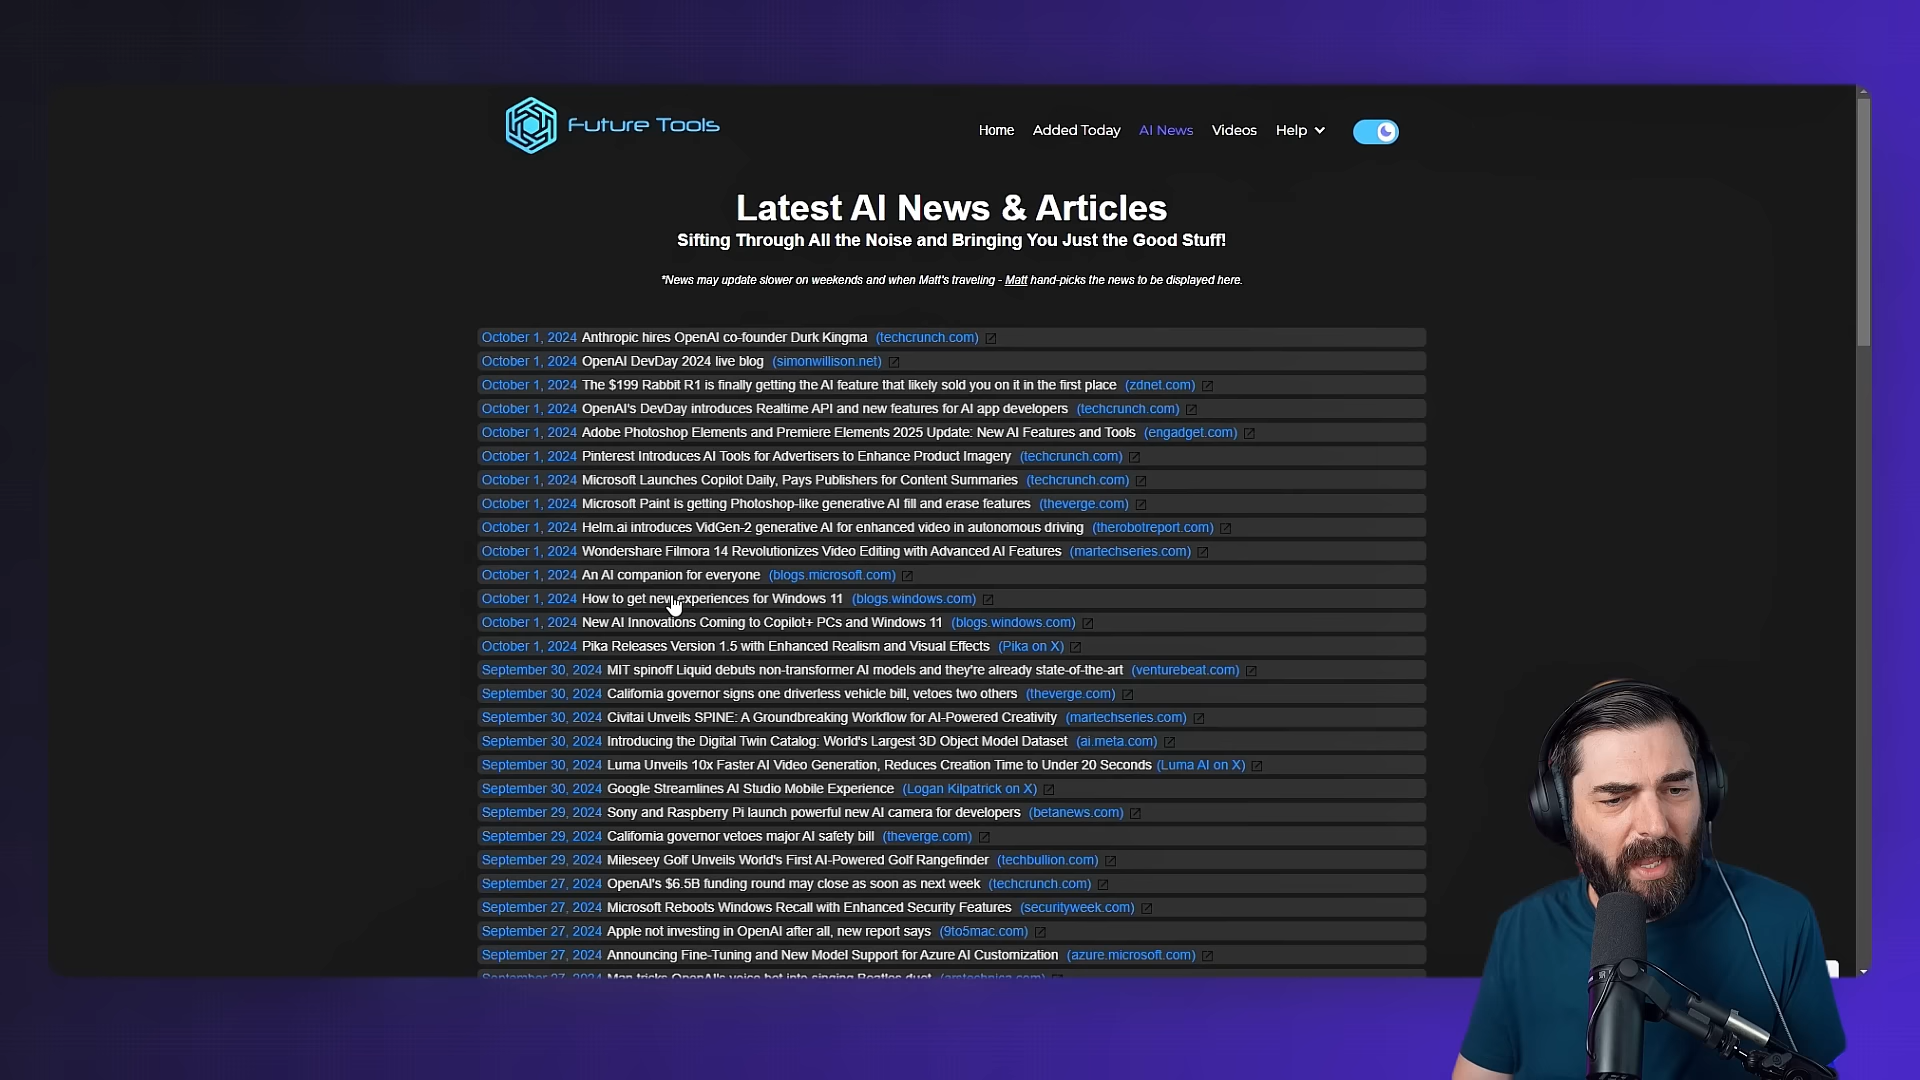 Future Tools
Home Added Today AI News Videos Help
Latest AI News & Articles
Sifting Through All the Noise and Bringing You Just the Good Stuff!
*News may update slower on weekends and when Matt's traveling - Matt hand-picks the news to be displayed here.
October 1, 2024 Anthropic hires OpenAI co-founder Durk Kingma (techcrunch.com)
October 1, 2024 OpenAI DevDay 2024 live blog (simonwillison.net)
October 1, 2024 The $199 Rabbit R1 is finally getting the AI feature that likely sold you on it in the first place (zdnet.com)
October 1, 2024 OpenAI's DevDay introduces Realtime API and new features for AI app developers (techcrunch.com)
October 1, 2024 Adobe Photoshop Elements and Premiere Elements 2025 Update: New AI Features and Tools (engadget.com)
October 1, 2024 Pinterest Introduces AI Tools for Advertisers to Enhance Product Imagery (techcrunch.com)
October 1, 2024 Microsoft Launches Copilot Daily, Pays Publishers for Content Summaries (techcrunch.com)
October 1, 2024 Microsoft Paint is getting Photoshop-like generative AI fill and erase features (theverge.com)
October 1, 2024 Helm.ai introduces VidGen-2 generative AI for enhanced video in autonomous driving (therobotreport.com)
October 1, 2024 Wondershare Filmora 14 Revolutionizes Video Editing with Advanced AI Features (martechseries.com)
October 1, 2024 An AI companion for everyone (blogs.microsoft.com)
October 1, 2024 How to get new experiences for Windows 11 (blogs.windows.com)
October 1, 2024 New AI Innovations Coming to Copilot+ PCs and Windows 11 (blogs.windows.com)
October 1, 2024 Pika Releases Version 1.5 with Enhanced Realism and Visual Effects (Pika on X)
September 30, 2024 MIT spinoff Liquid debuts non-transformer AI models and they're already state-of-the-art (venturebeat.com)
September 30, 2024 California governor signs one driverless vehicle bill, vetoes two others (theverge.com)
September 30, 2024 Civitai Unveils SPINE: A Groundbreaking Workflow for AI-Powered Creativity (martechseries.com)
September 30, 2024 Introducing the Digital Twin Catalog: World's Largest 3D Object Model Dataset (ai.meta.com)
September 30, 2024 Luma Unveils 10x Faster AI Video Generation, Reduces Creation Time to Under 20 Seconds (Luma AI on X)
September 30, 2024 Google Streamlines AI Studio Mobile Experience (Logan Kilpatrick on X)
September 29, 2024 Sony and Raspberry Pi launch powerful new AI camera for developers (betanews.com)
September 29, 2024 California governor vetoes major AI safety bill (theverge.com)
September 29, 2024 Mileseey Golf Unveils World's First AI-Powered Golf Rangefinder (techbullion.com)
September 27, 2024 OpenAI's $6.5B funding round may close as soon as next week (techcrunch.com)
September 27, 2024 Microsoft Reboots Windows Recall with Enhanced Security Features (securityweek.com)
September 27, 2024 Apple not investing in OpenAI after all, new report says (9to5mac.com)
September 27, 2024 Announcing Fine-Tuning and New Model Support for Azure AI Customization (azure.microsoft.com)
September 27, 2024 Man tricks OpenAI's voice bot into singing Beatles duet (arstechnica.com)